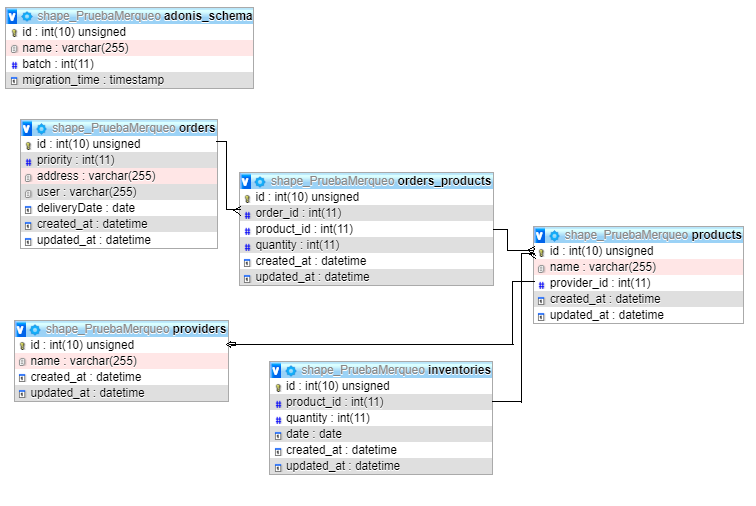 shape_PruebaMerqueo adonis_schema
id : int(10) unsigned
name : varchar(255)
batch : int(11)
migration_time : timestamp
shape_PruebaMerqueo orders
id : int(10) unsigned
priority : int(11)
address : varchar(255)
user : varchar(255)
deliveryDate : date
created_at : datetime
updated_at : datetime
shape_PruebaMerqueo orders_products
id : int(10) unsigned
order_id : int(11)
product_id : int(11)
quantity : int(11)
created_at : datetime
updated_at : datetime
shape_PruebaMerqueo products
id : int(10) unsigned
name : varchar(255)
provider_id : int(11)
created_at : datetime
updated_at : datetime
shape_PruebaMerqueo providers
id : int(10) unsigned
name : varchar(255)
created_at : datetime
updated_at : datetime
shape_PruebaMerqueo inventories
id : int(10) unsigned
product_id : int(11)
quantity : int(11)
date : date
created_at : datetime
updated_at : datetime